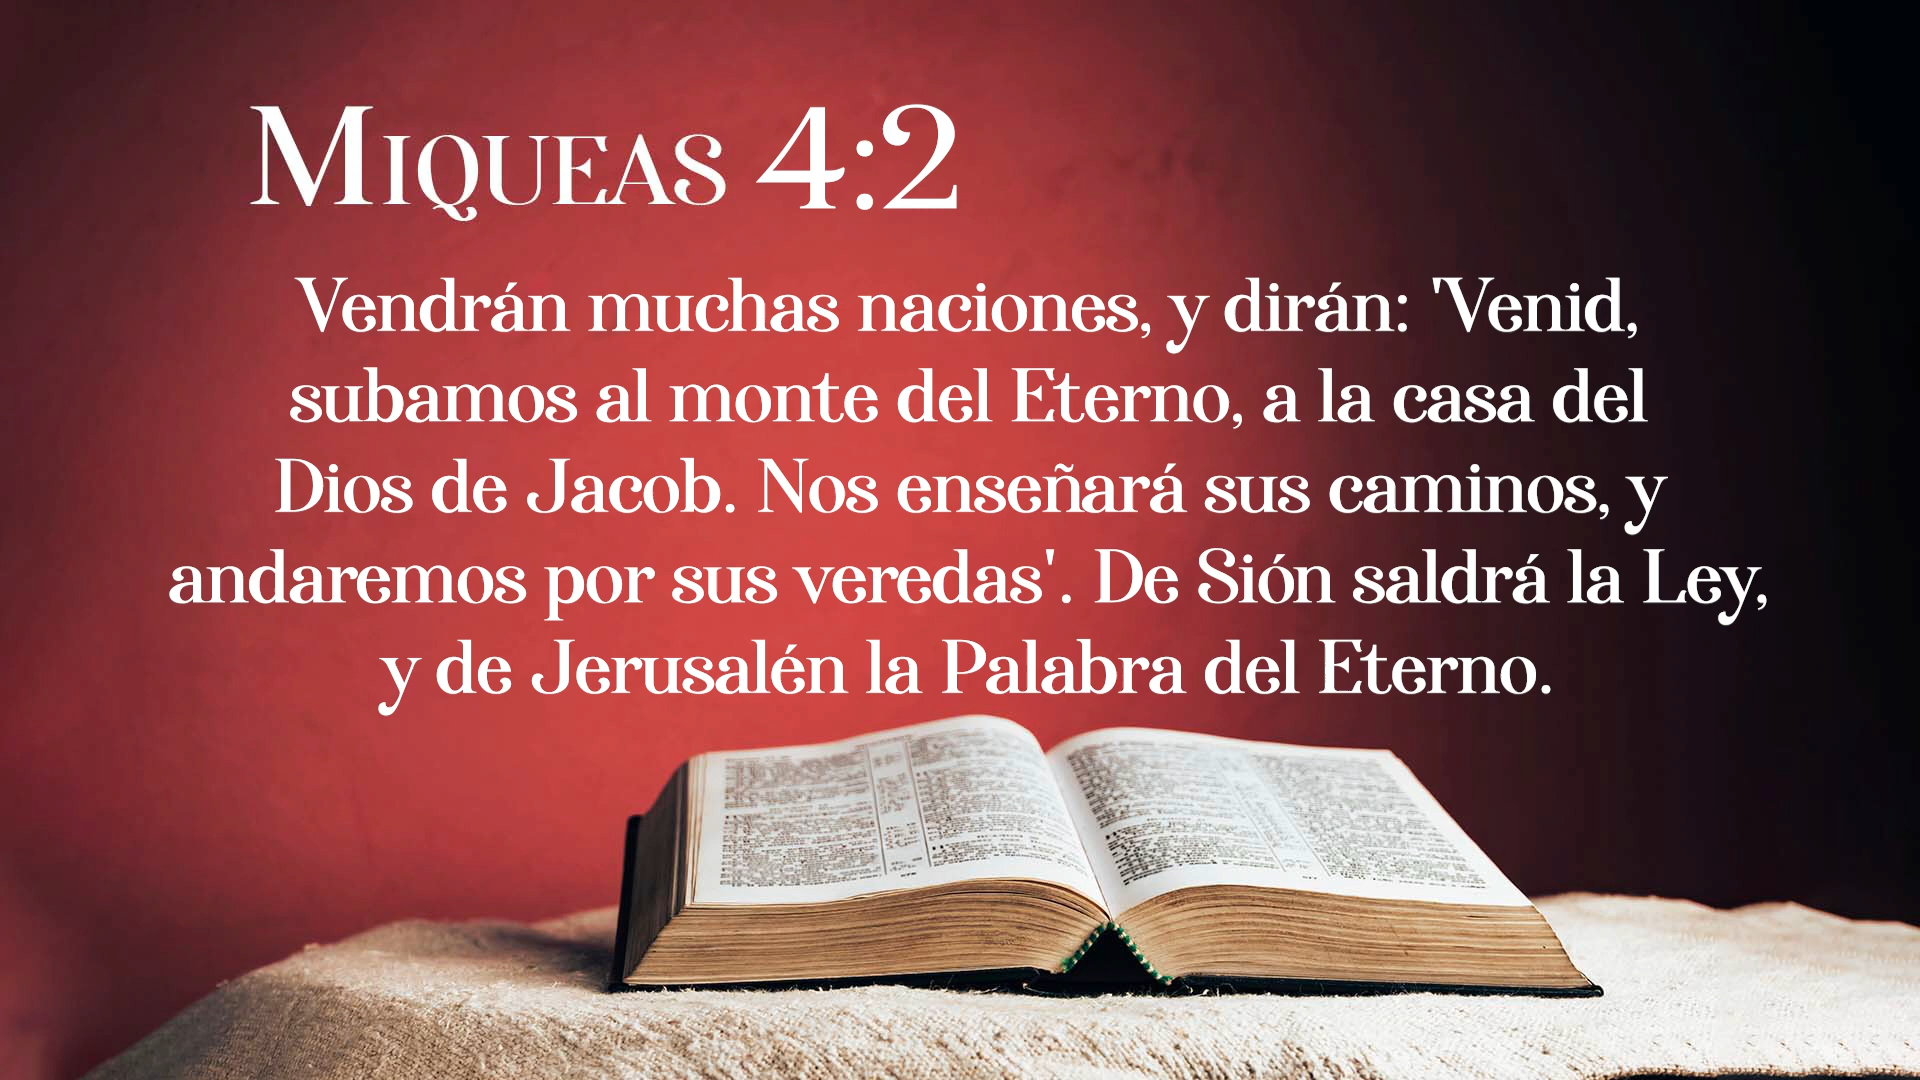 Miqueas 4:2
Vendrán muchas naciones, y dirán: 'Venid,
subamos al monte del Eterno, a la casa del
Dios de Jacob. Nos enseñará sus caminos, y
andaremos por sus veredas'. De Sión saldrá la Ley,
y de Jerusalén la Palabra del Eterno.